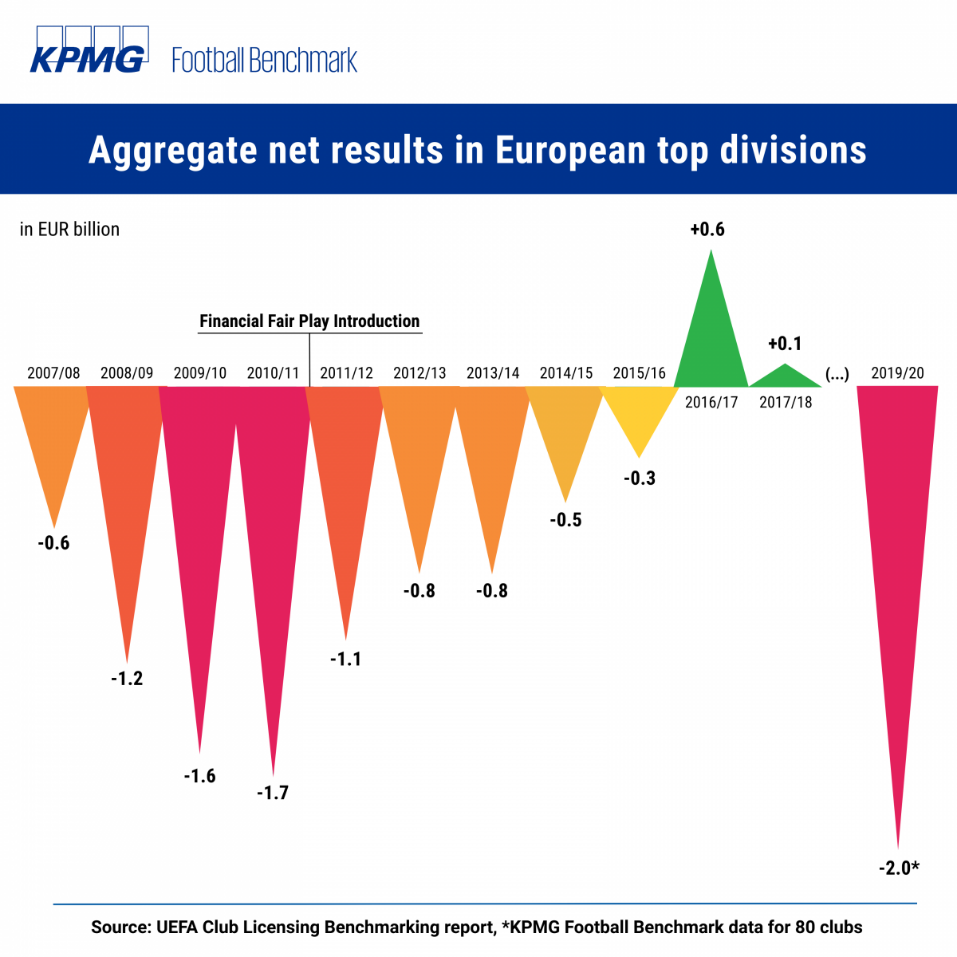 KPMG Football Benchmark
Aggregate net results in European top divisions
in EUR billion
+0.6
Financial Fair Play Introduction
+0.1
2007/08 2008/09 2009/10 2010/11 2011/12 2012/13 2013/14 2014/15 2015/16 (...) 2019/20
2016/17 2017/18
-0.3
-0.5
-0.6
-0.8 -0.8
-1.1
-1.2
-1.6
-1.7
-2.0*
Source: UEFA Club Licensing Benchmarking report, *KPMG Football Benchmark data for 80 clubs